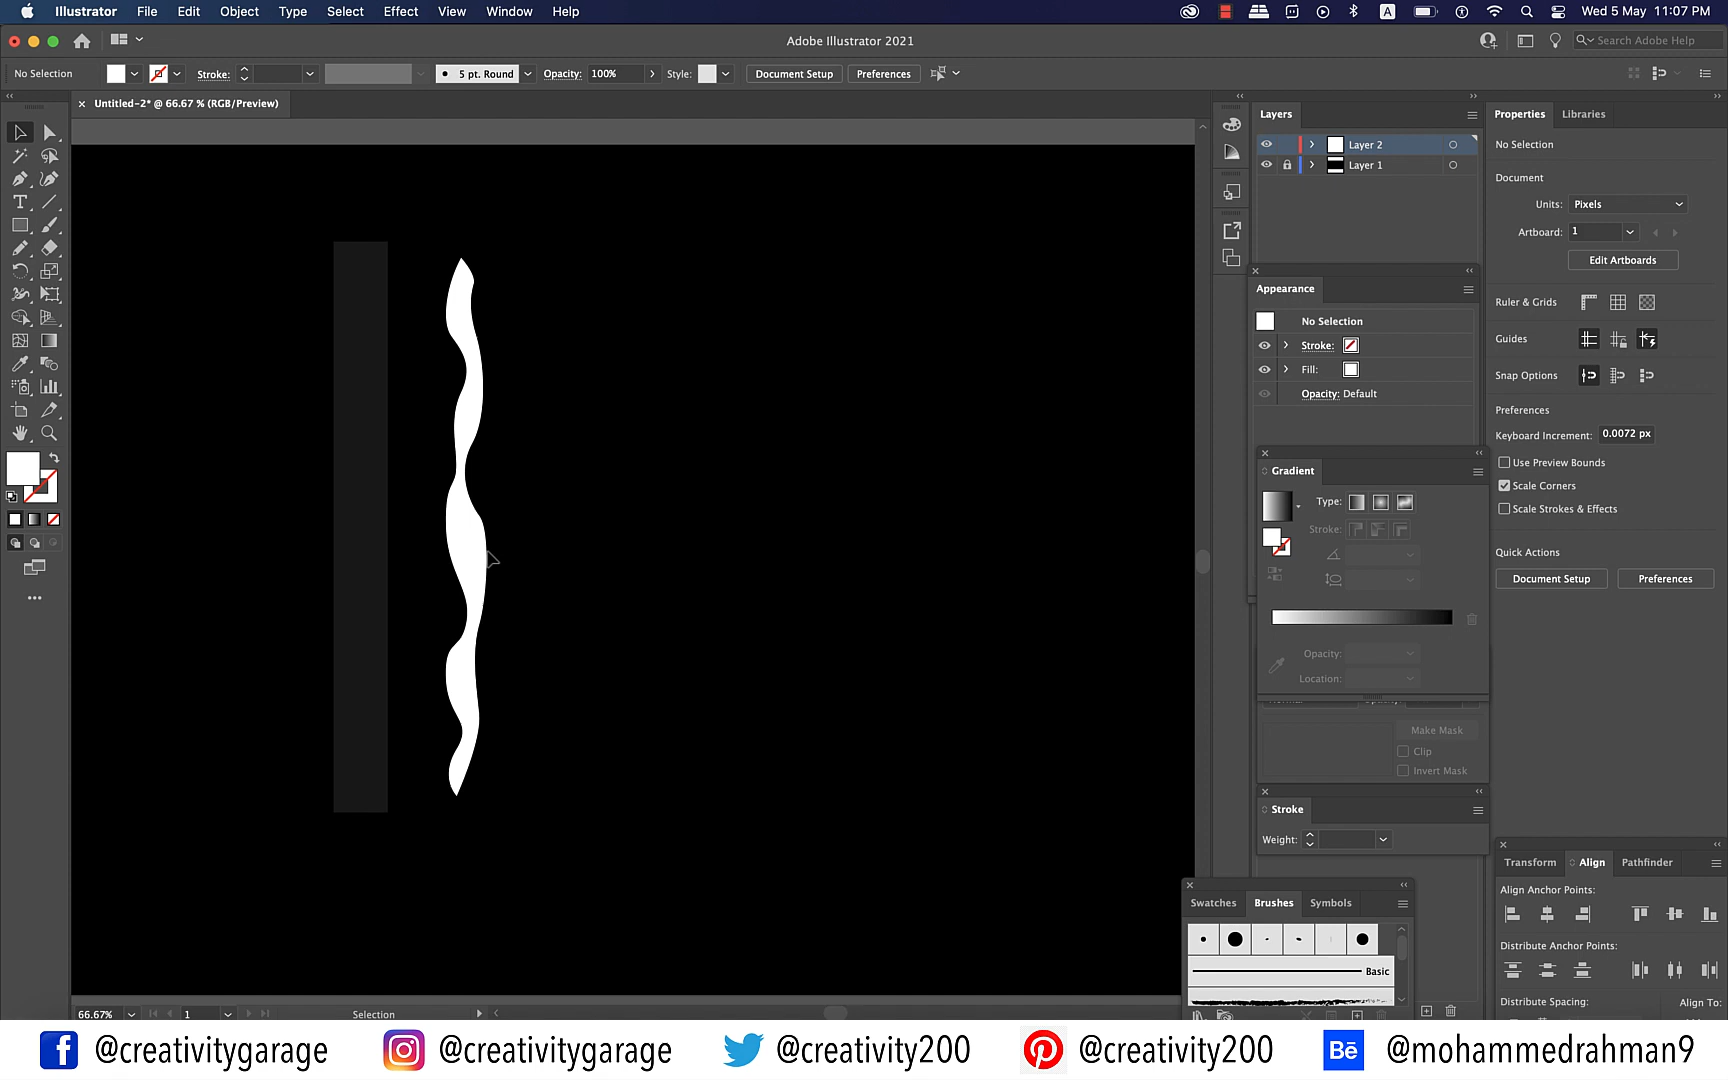 Illustrator File Edit Object Type Select Effect View Window Help
A
Wed 5 May 11:07 PM
Adobe Illustrator 2021
Search Adobe Help
No Selection
Stroke:
5 pt. Round
Opacity: 100%
Style:
Document Setup
Preferences
Untitled-2* @ 66.67 % (RGB/Preview)
Layers
Layer 2
Layer 1
Properties Libraries
No Selection
Document
Units: Pixels
Artboard: 1
Edit Artboards
Ruler & Grids
Guides
Snap Options
Preferences
Keyboard Increment: 0.0072 px
Use Preview Bounds
Scale Corners
Scale Strokes & Effects
Quick Actions
Document Setup
Preferences
Appearance
No Selection
Stroke:
Fill:
Opacity: Default
Gradient
Type:
Stroke:
Opacity:
Location:
Make Mask
Clip
Invert Mask
Stroke
Weight:
Swatches Brushes Symbols
Basic
Transform Align Pathfinder
Align Anchor Points:
Distribute Anchor Points:
Distribute Spacing:
Align To:
66.67%
1
Selection
@creativitygarage
@creativitygarage
@creativity200
@creativity200
Bē @mohammedrahman9